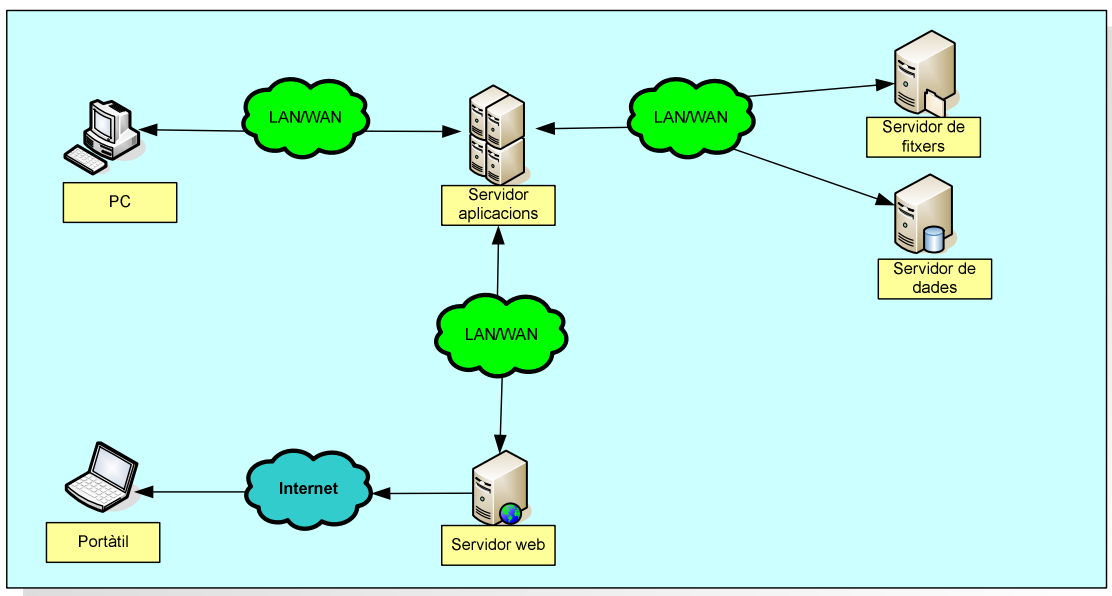 LAN/WAN
LAN/WAN
Servidor de
fitxers
PC
Servidor
aplicacions
Servidor de
dades
LAN/WAN
Internet
Portàtil
Servidor web